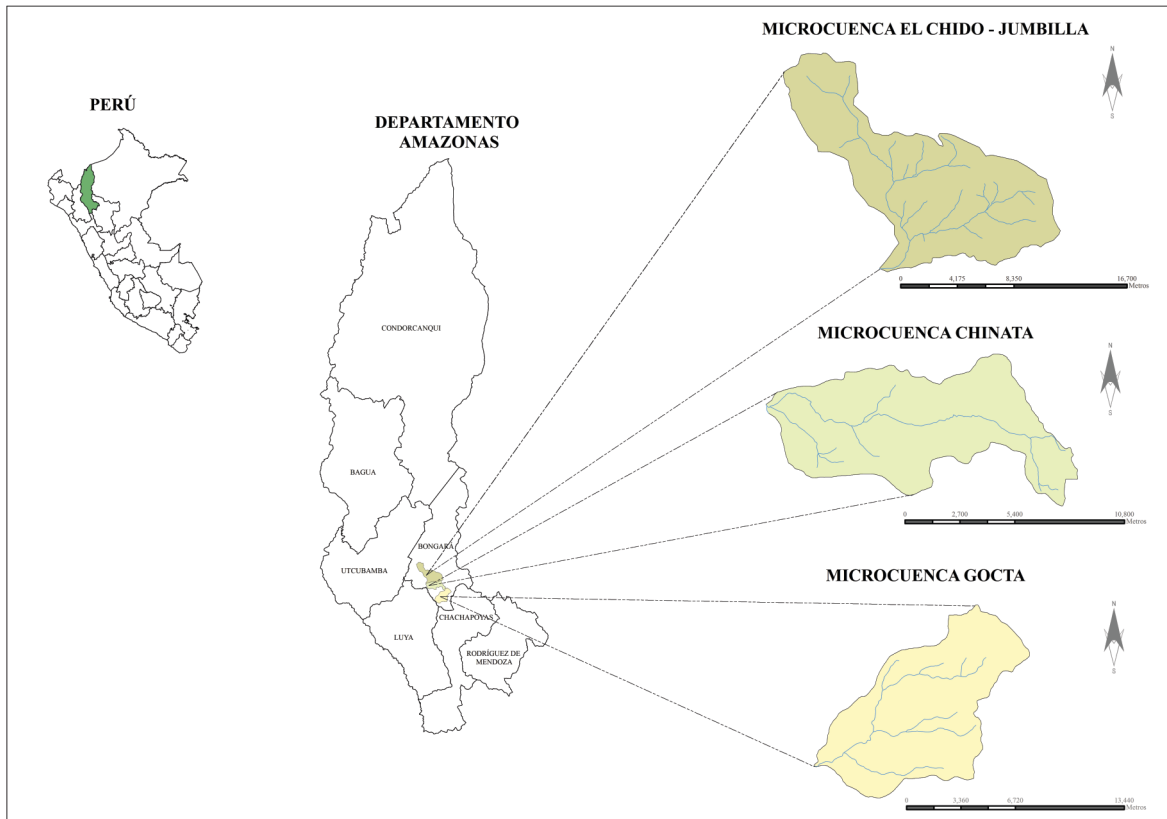 PERÚ
DEPARTAMENTO
AMAZONAS
CONDORCANQUI
BAGUA
BONGARÁ
UTCUBAMBA
CHACHAPOYAS
LUYA
RODRÍGUEZ DE
MENDOZA
MICROCUENCA EL CHIDO - JUMBILLA
N
S
0 4,175 8,350 16,700
Metros
MICROCUENCA CHINATA
N
S
0 2,700 5,400 10,800
Metros
MICROCUENCA GOCTA
N
S
0 3,360 6,720 13,440
Metros